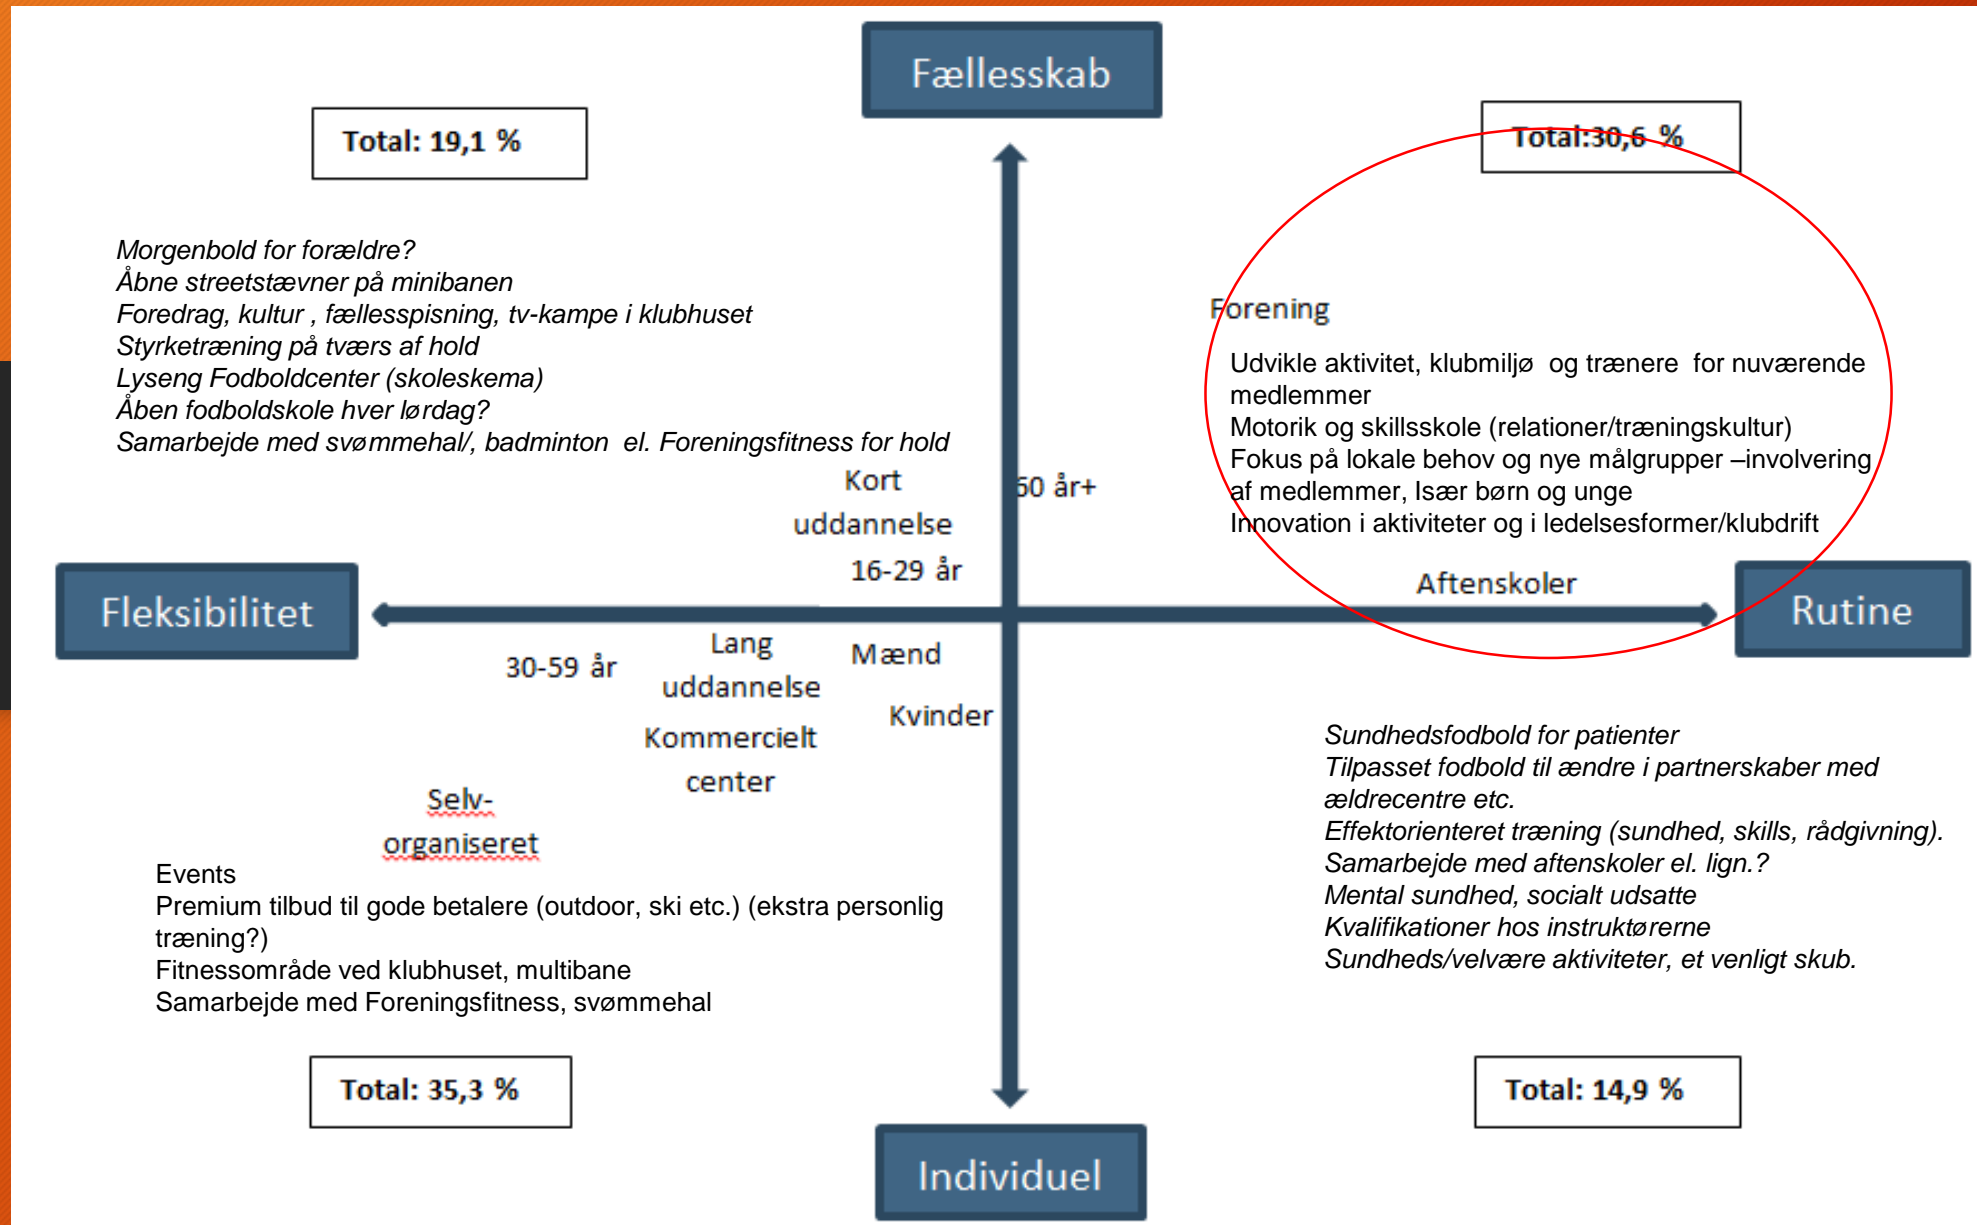 Fællesskab
Total: 19,1 %
Total:30,6 %
Morgenbold for forældre?
Åbne streetstævner på minibanen
Foredrag, kultur , fællesspisning, tv-kampe i klubhuset
Styrketræning på tværs af hold
Lyseng Fodboldcenter (skoleskema)
Åben fodboldskole hver lørdag?
Samarbejde med svømmehal/, badminton  el. Foreningsfitness for hold
Forening
Udvikle aktivitet, klubmiljø  og trænere  for nuværende
medlemmer
Motorik og skillsskole (relationer/træningskultur)
Fokus på lokale behov og nye målgrupper –involvering
af medlemmer, Især børn og unge
Innovation i aktiviteter og i ledelsesformer/klubdrift
Kort
uddannelse
60 år+
16-29 år
Aftenskoler
Fleksibilitet
Rutine
30-59 år
Lang
uddannelse
Mænd
Kvinder
Kommercielt
center
Selv-
organiseret
Events
Premium tilbud til gode betalere (outdoor, ski etc.) (ekstra personlig
træning?)
Fitnessområde ved klubhuset, multibane
Samarbejde med Foreningsfitness, svømmehal
Sundhedsfodbold for patienter
Tilpasset fodbold til ændre i partnerskaber med
ældrecentre etc.
Effektorienteret træning (sundhed, skills, rådgivning).
Samarbejde med aftenskoler el. lign.?
Mental sundhed, socialt udsatte
Kvalifikationer hos instruktørerne
Sundheds/velvære aktiviteter, et venligt skub.
Total: 35,3 %
Total: 14,9 %
Individuel